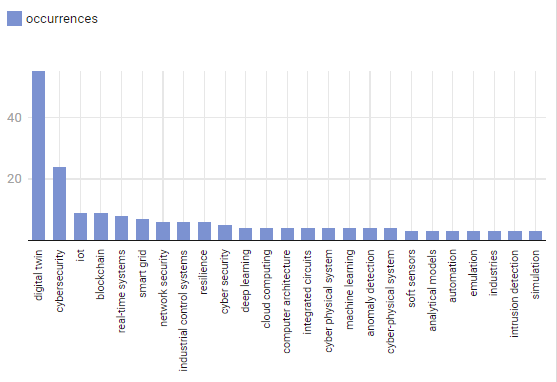 occurrences
40
20
digital twin
cybersecurity
iot
blockchain
real-time systems
smart grid
network security
industrial control systems
resilience
cyber security
deep learning
cloud computing
computer architecture
integrated circuits
cyber physical system
machine learning
anomaly detection
cyber-physical system
soft sensors
analytical models
automation
emulation
industries
intrusion detection
simulation